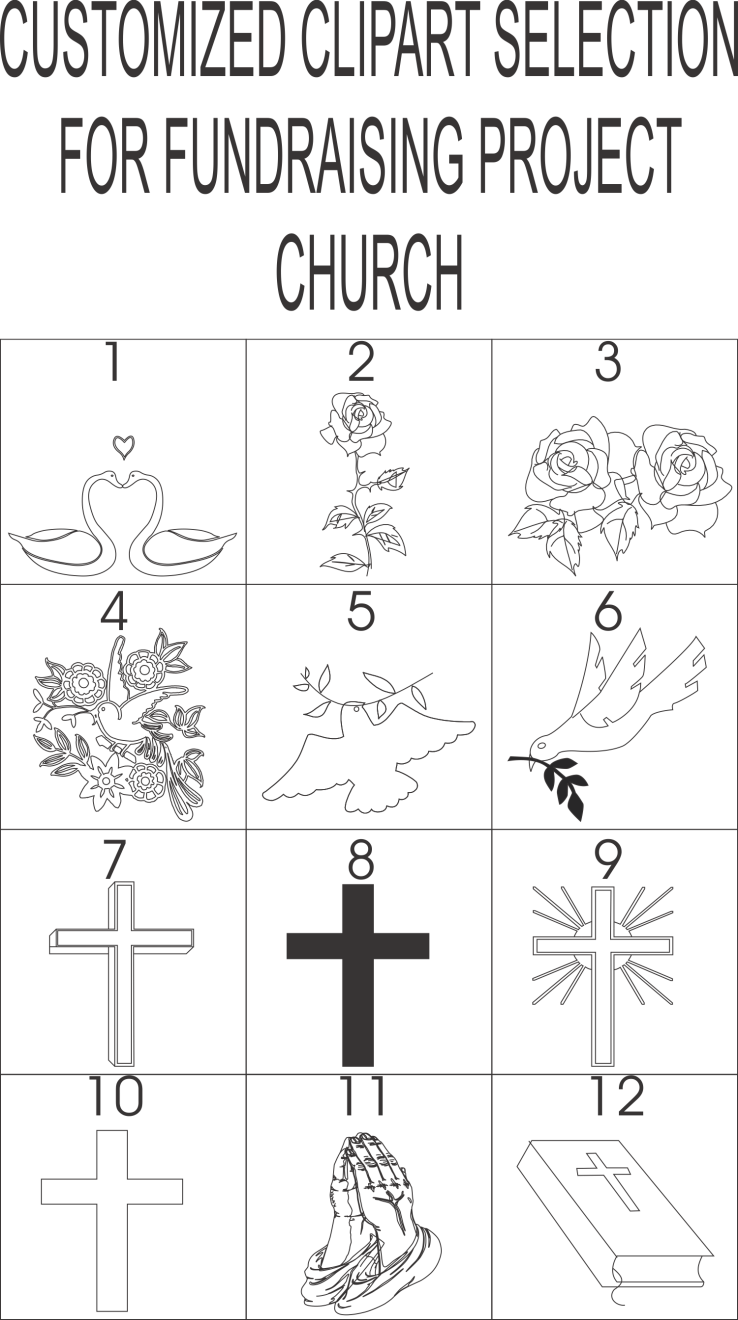 CUSTOMIZED CLIPART SELECTION
FOR FUNDRAISING PROJECT
CHURCH
1 2 3
4 5 6
7 8 9
10 11 12